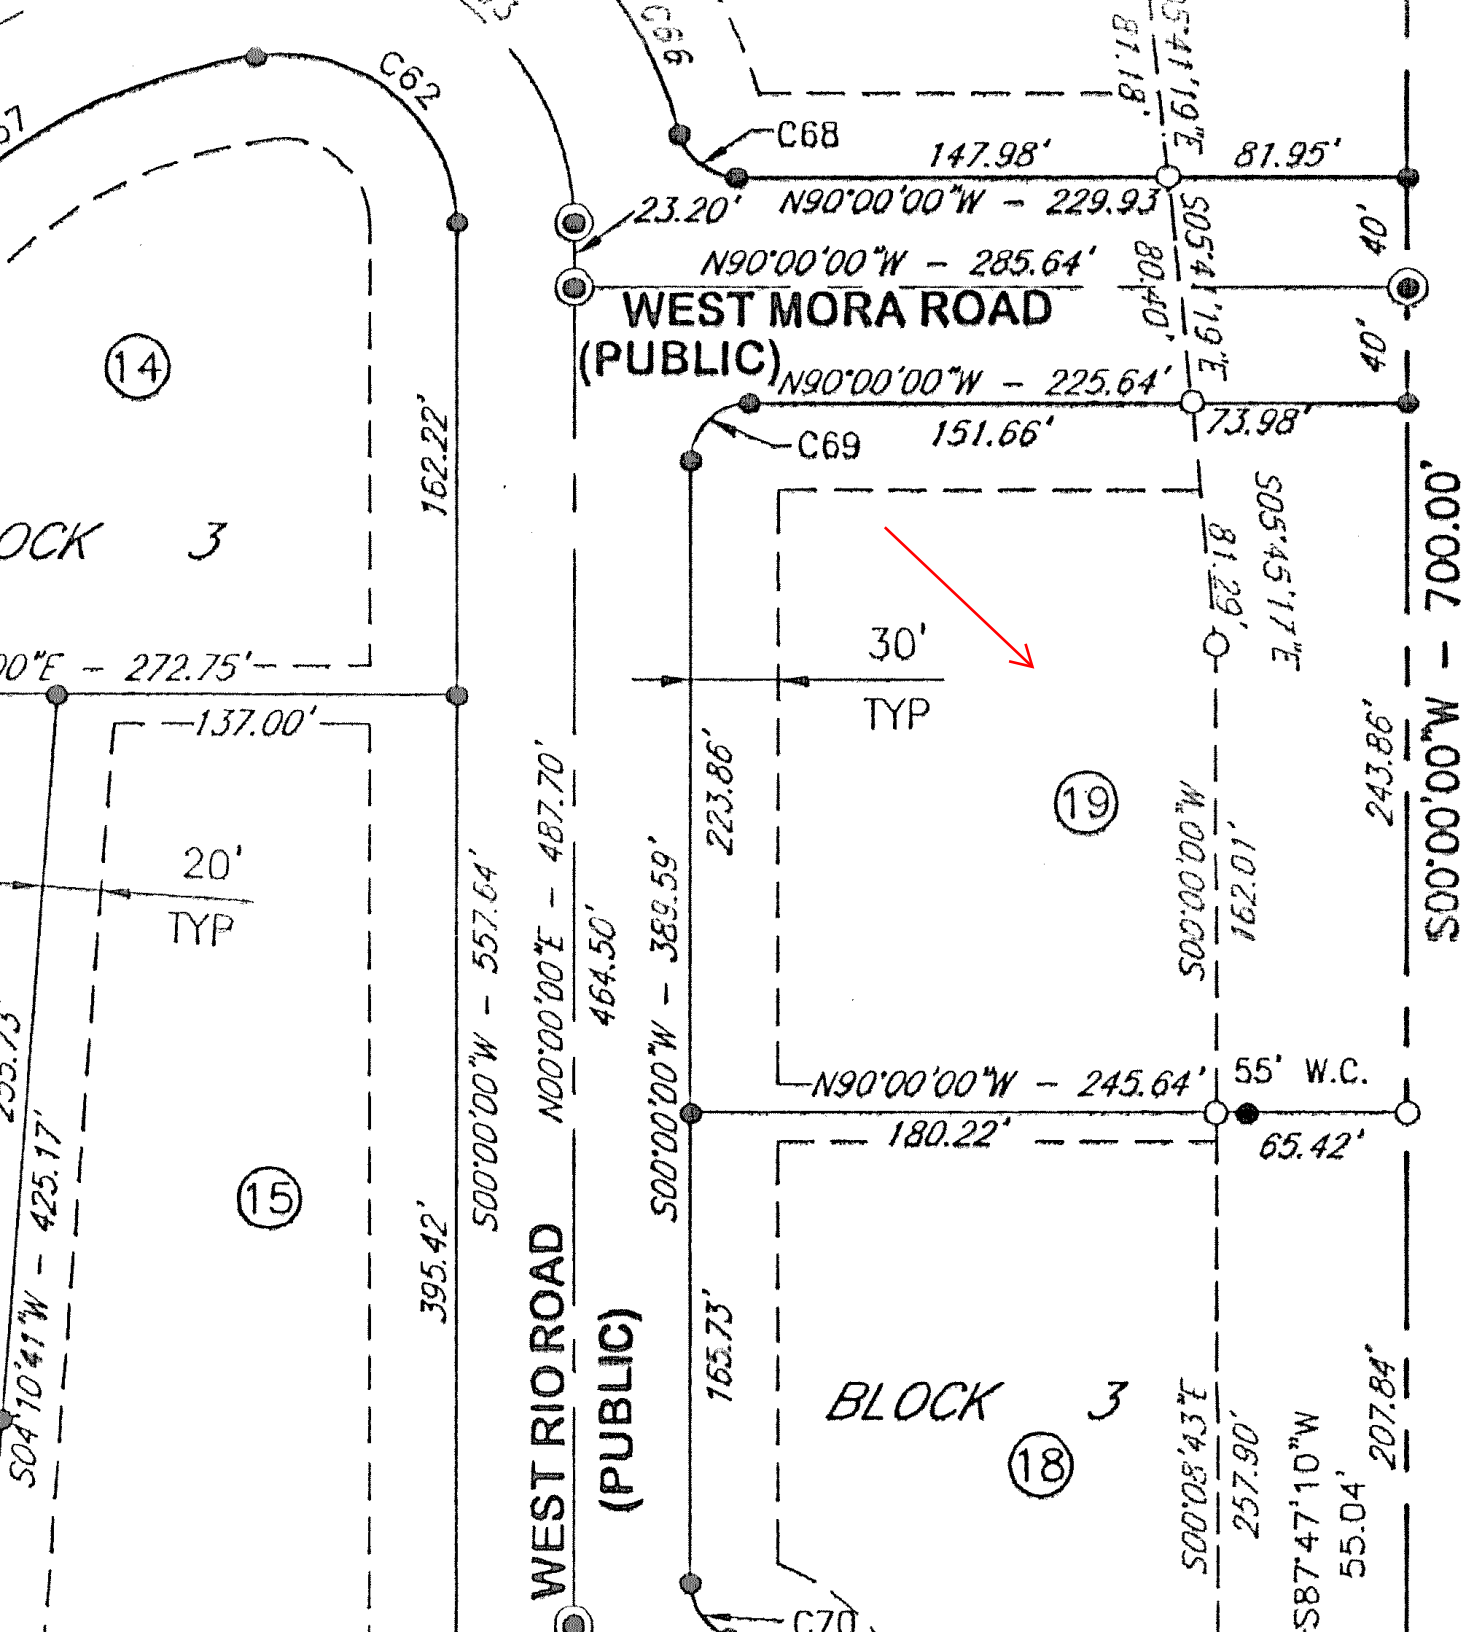 C62
C66
C68
147.98'
81.95'
81.18'
S05°41'19"E
23.20'
N90°00'00"W - 229.93'
N90°00'00"W - 285.64'
80.40'
S05°41'19"E
40'
40'
WEST MORA ROAD
(PUBLIC)
N90°00'00"W - 225.64'
151.66'
73.98'
C69
14
162.22'
OCK 3
81.29'
S05°45'17"E
S00°00'00"W - 700.00'
00"E - 272.75'
137.00'
30'
TYP
223.86'
243.86'
19
20'
TYP
S00°00'00"W - 557.64'
N00°00'00"E - 487.70'
464.50'
S00°00'00"W - 389.59'
S00°00'00"W
162.01'
N90°00'00"W - 245.64'
55' W.C.
180.22'
65.42'
15
S04°10'41"W - 425.17'
395.42'
WEST RIO ROAD
(PUBLIC)
165.73'
BLOCK 3
18
S00°08'43"E
257.90'
S87°47'10"W
55.04'
207.84'
C70